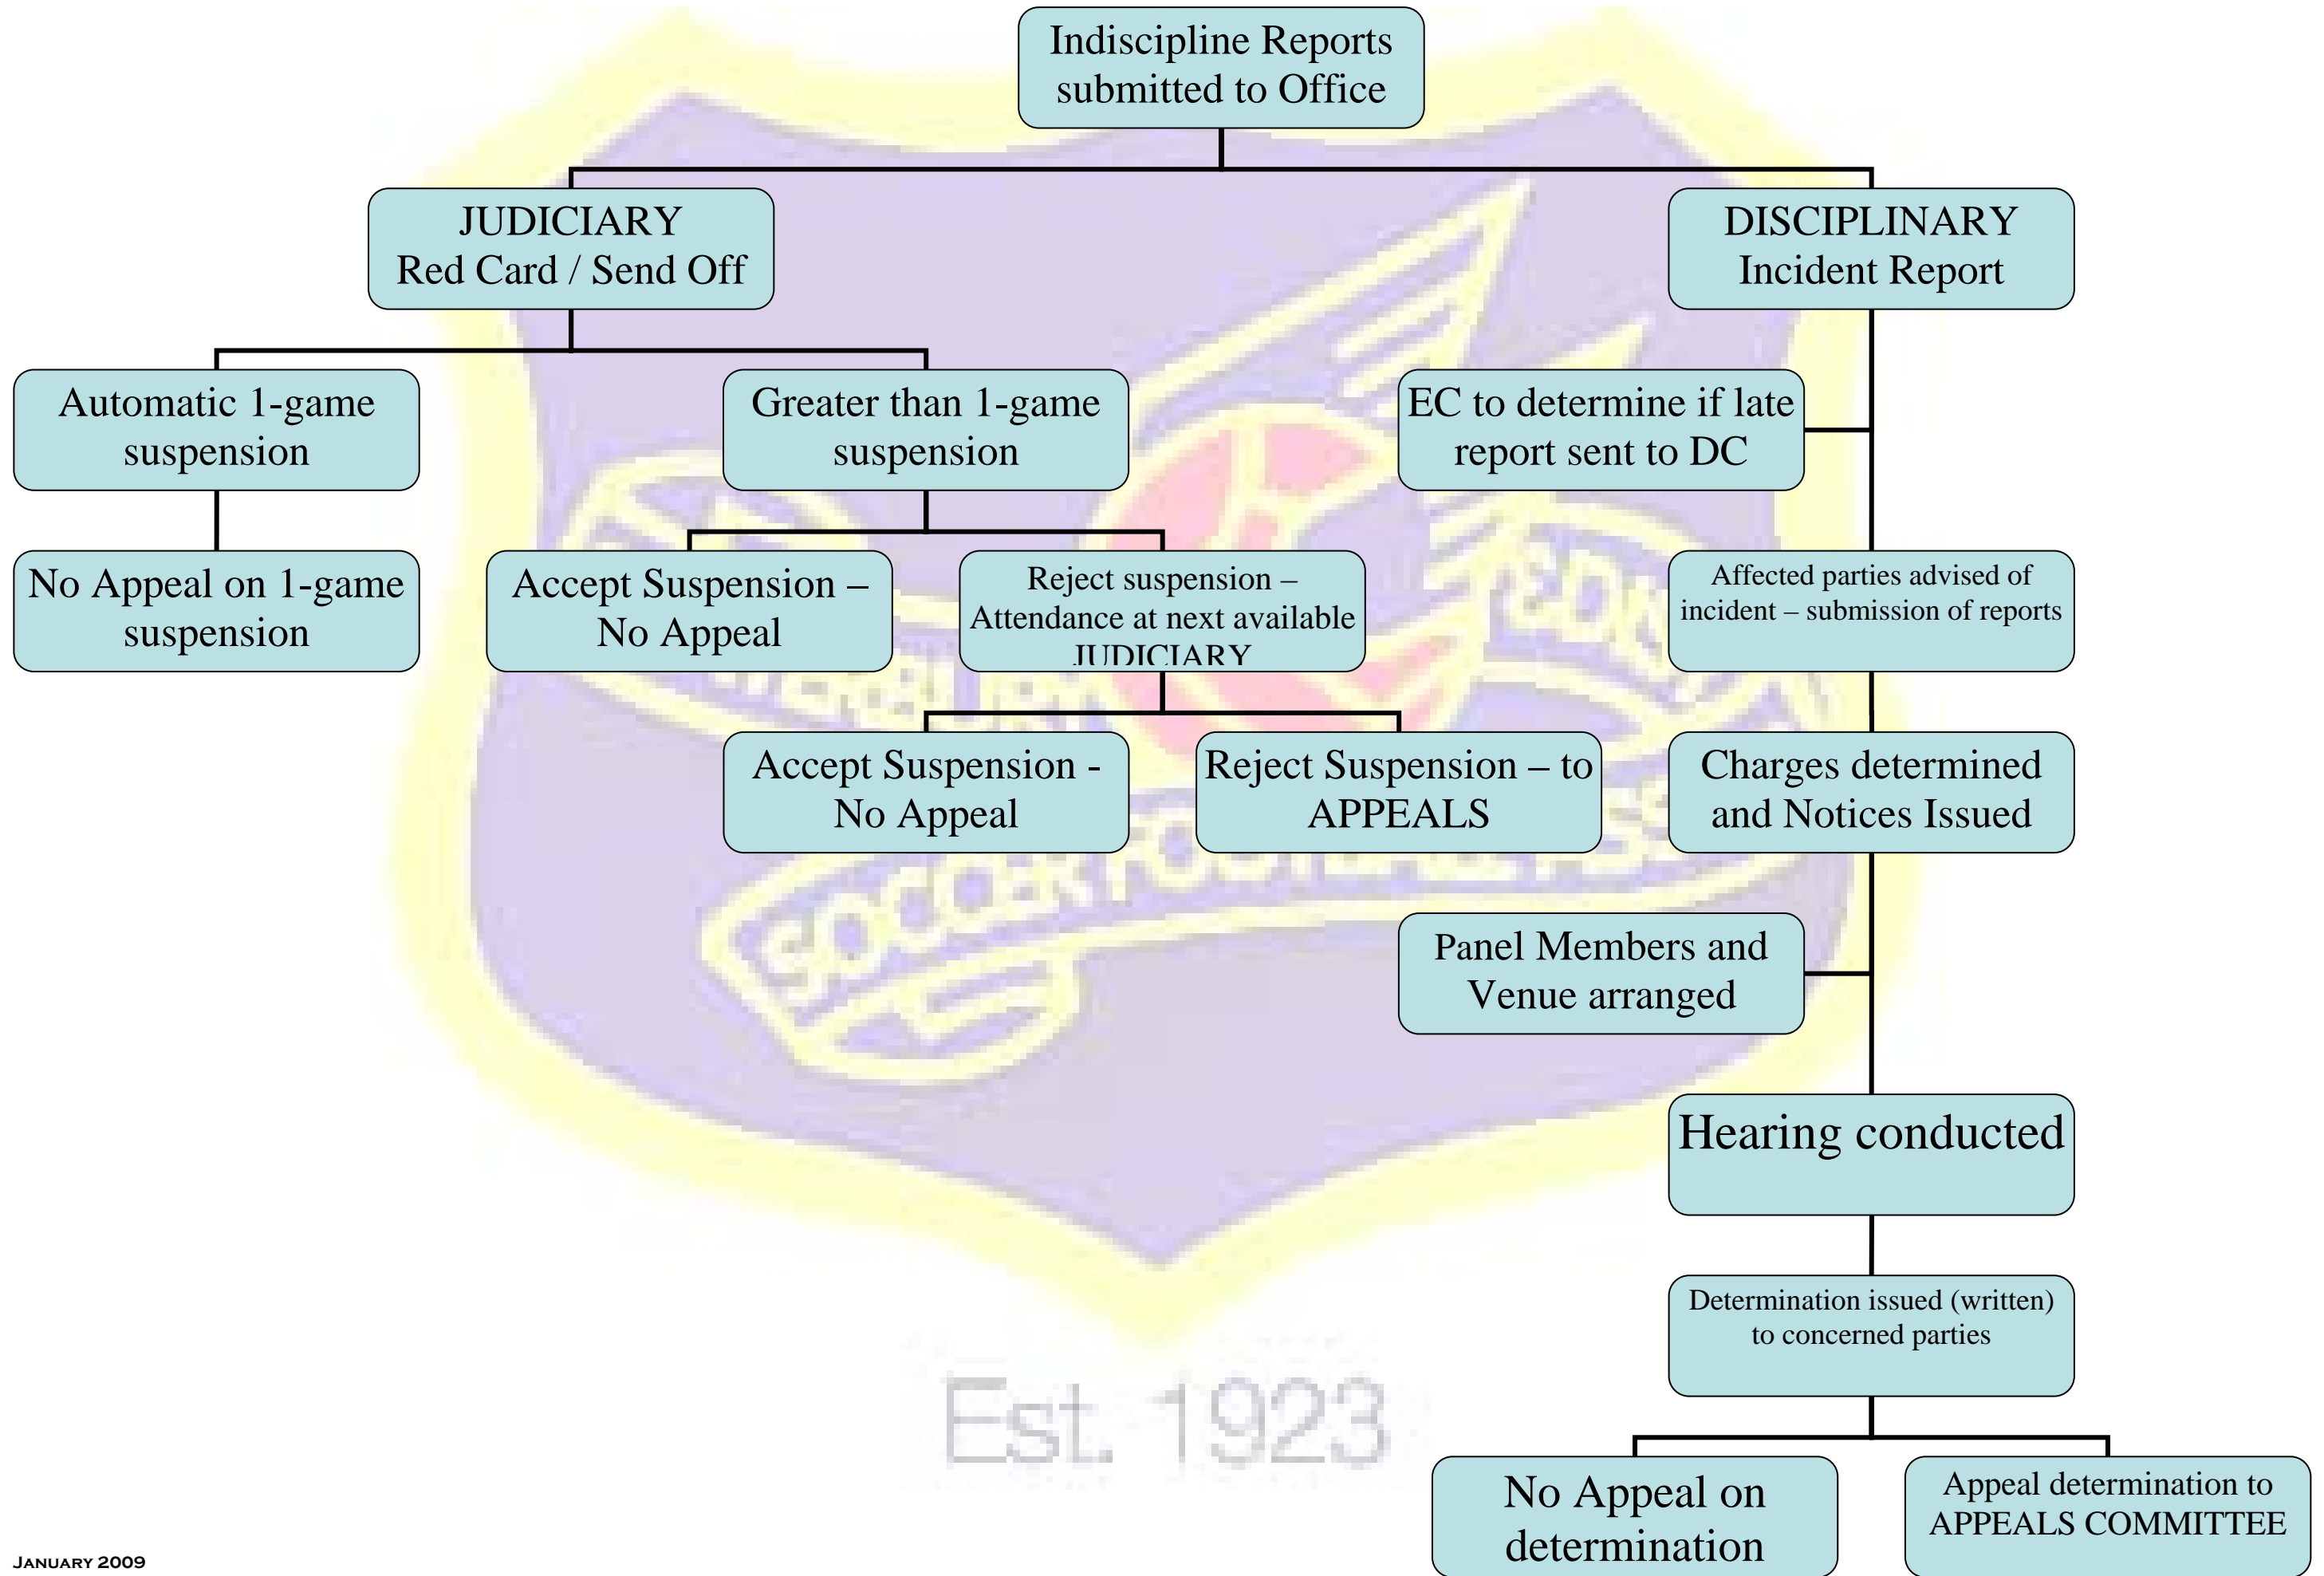 Indiscipline Reports
submitted to Office
JUDICIARY
Red Card / Send Off
DISCIPLINARY
Incident Report
Automatic 1-game
suspension
Greater than 1-game
suspension
EC to determine if late
report sent to DC
No Appeal on 1-game
suspension
Accept Suspension –
No Appeal
Reject suspension –
Attendance at next available
JUDICIARY
Affected parties advised of
incident – submission of reports
Accept Suspension -
No Appeal
Reject Suspension – to
APPEALS
Charges determined
and Notices Issued
SOCCER FOOTBALL
Panel Members and
Venue arranged
Hearing conducted
Determination issued (written)
to concerned parties
Est. 1923
No Appeal on
determination
Appeal determination to
APPEALS COMMITTEE
JANUARY 2009